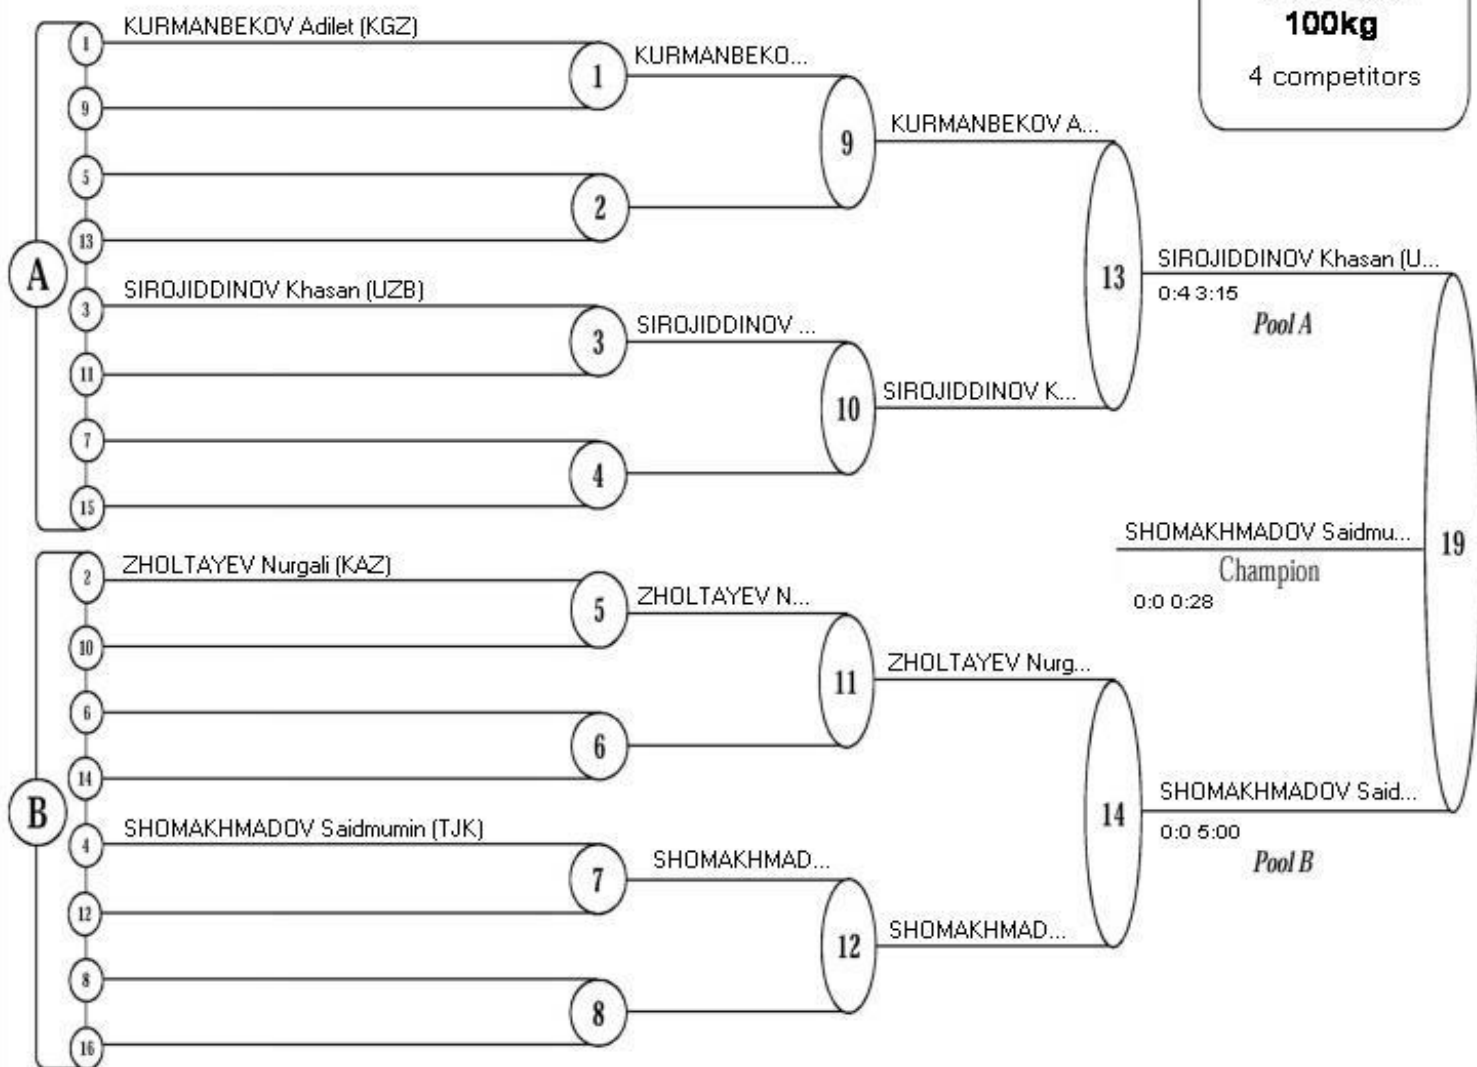 100kg
4 competitors
A
1
KURMANBEKOV Adilet (KGZ)
9
5
13
3
SIROJIDDINOV Khasan (UZB)
11
7
15
1
KURMANBEKO...
2
3
SIROJIDDINOV ...
4
9
KURMANBEKOV A...
10
SIROJIDDINOV K...
13
SIROJIDDINOV Khasan (U...
0:4 3:15
Pool A
B
2
ZHOLTAYEV Nurgali (KAZ)
10
6
14
4
SHOMAKHMADOV Saidmumin (TJK)
12
8
16
5
ZHOLTAYEV N...
6
7
SHOMAKHMAD...
8
11
ZHOLTAYEV Nurg...
12
SHOMAKHMAD...
14
SHOMAKHMADOV Said...
0:0 5:00
Pool B
SHOMAKHMADOV Saidmu...
Champion
0:0 0:28
19